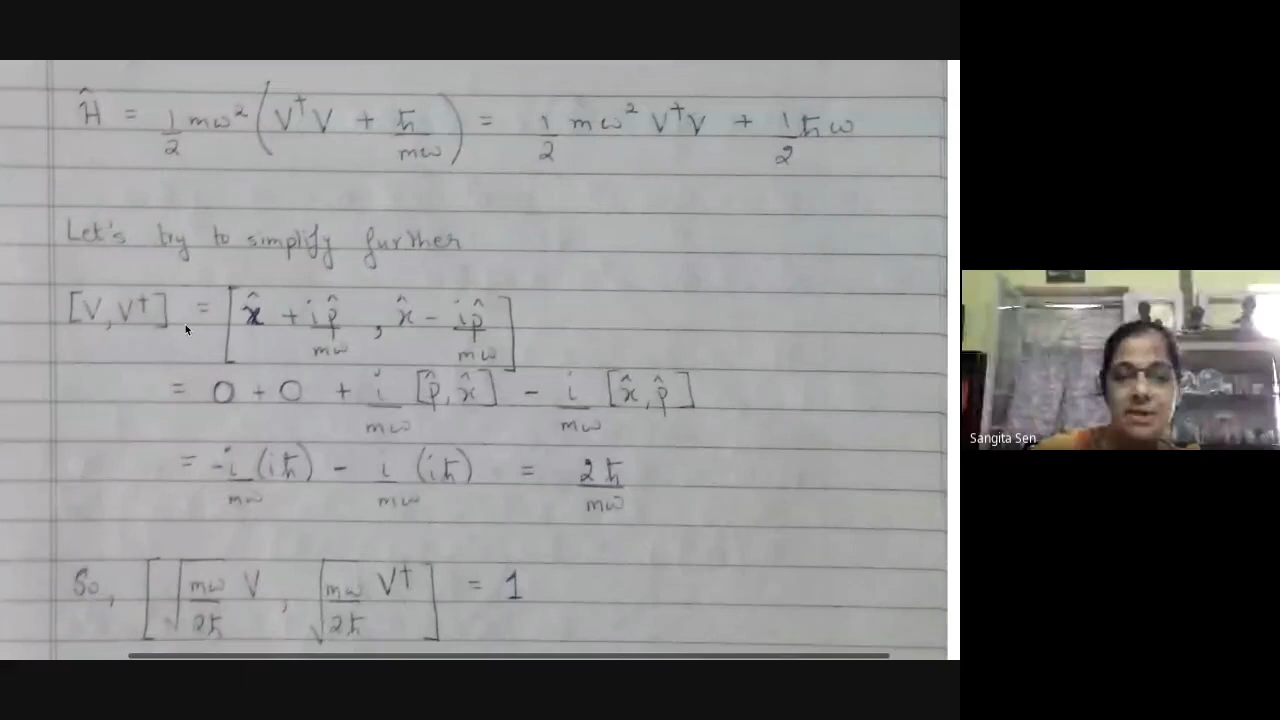 Ĥ = 1/2 mω² (V†V + ħ/mω) = 1/2 mω² V†V + 1/2 ħω
Let's try to simplify further
[V, V†] = [x̂ + ip̂/mω , x̂ - ip̂/mω]
= 0 + 0 + i/mω [p̂, x̂] - i/mω [x̂, p̂]
= -i/mω (iħ) - i/mω (iħ) = 2ħ/mω
So, [√mω/2ħ V , √mω/2ħ V†] = 1
Sangita Sen